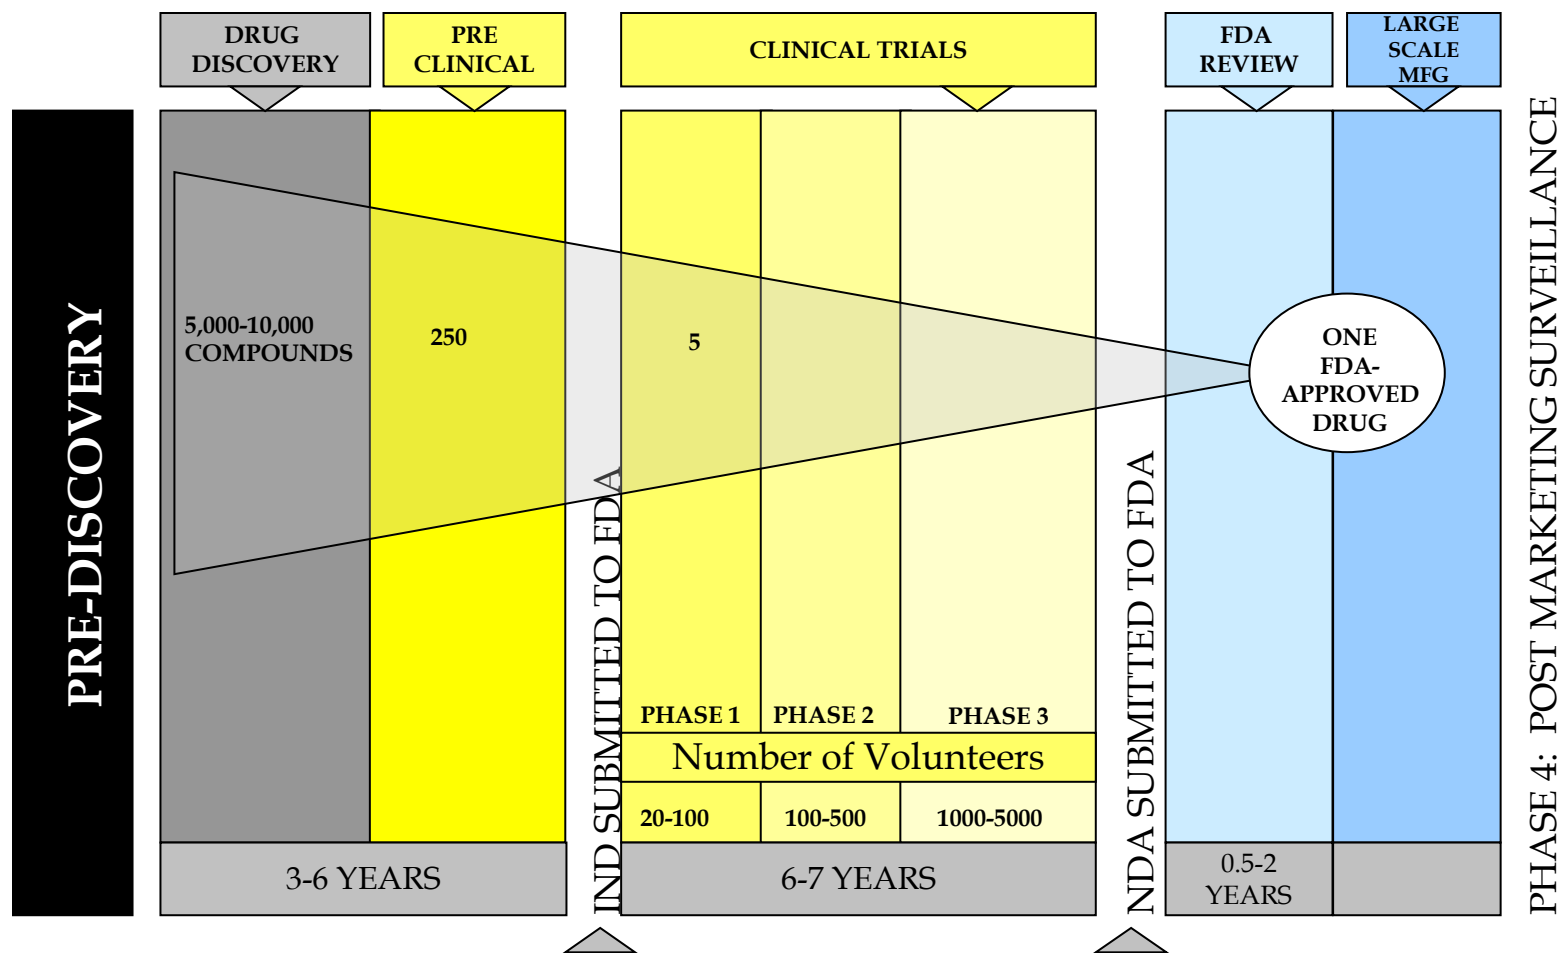 DRUG
DISCOVERY
PRE
CLINICAL
CLINICAL TRIALS
FDA
REVIEW
LARGE
SCALE
MFG
PRE-DISCOVERY
5,000-10,000
COMPOUNDS
250
5
ONE
FDA-
APPROVED
DRUG
IND SUBMITTED TO FDA
NDA SUBMITTED TO FDA
PHASE 4: POST MARKETING SURVEILLANCE
PHASE 1
PHASE 2
PHASE 3
Number of Volunteers
20-100
100-500
1000-5000
3-6 YEARS
6-7 YEARS
0.5-2
YEARS